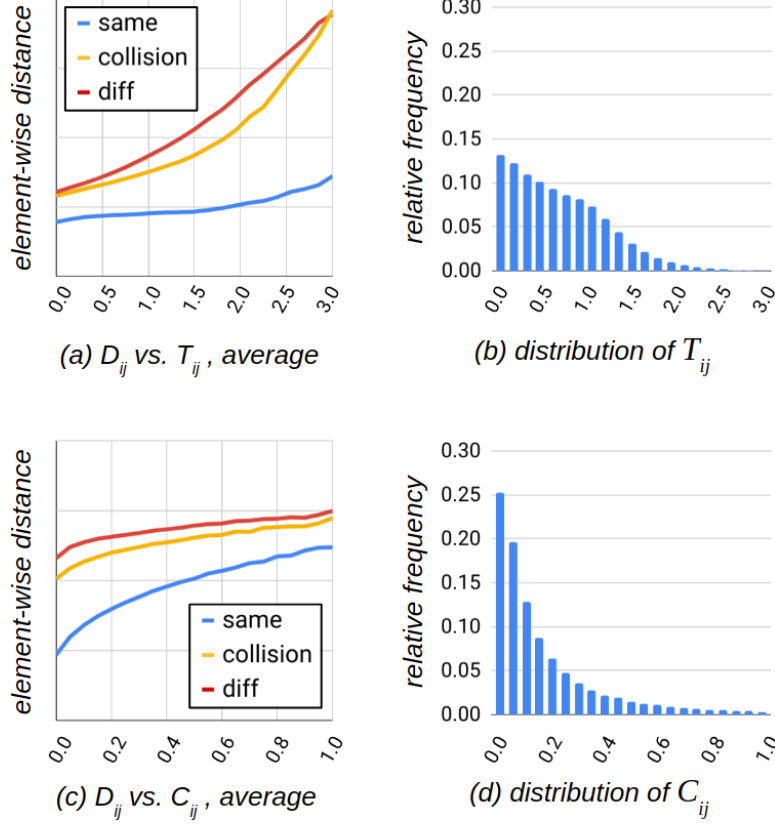 element-wise distance
same
collision
diff
0.0 0.5 1.0 1.5 2.0 2.5 3.0
(a) D_ij vs. T_ij , average
relative frequency
0.30
0.25
0.20
0.15
0.10
0.05
0.00
0.0 0.5 1.0 1.5 2.0 2.5 3.0
(b) distribution of T_ij
element-wise distance
same
collision
diff
0.0 0.2 0.4 0.6 0.8 1.0
(c) D_ij vs. C_ij , average
relative frequency
0.30
0.25
0.20
0.15
0.10
0.05
0.00
0.0 0.2 0.4 0.6 0.8 1.0
(d) distribution of C_ij